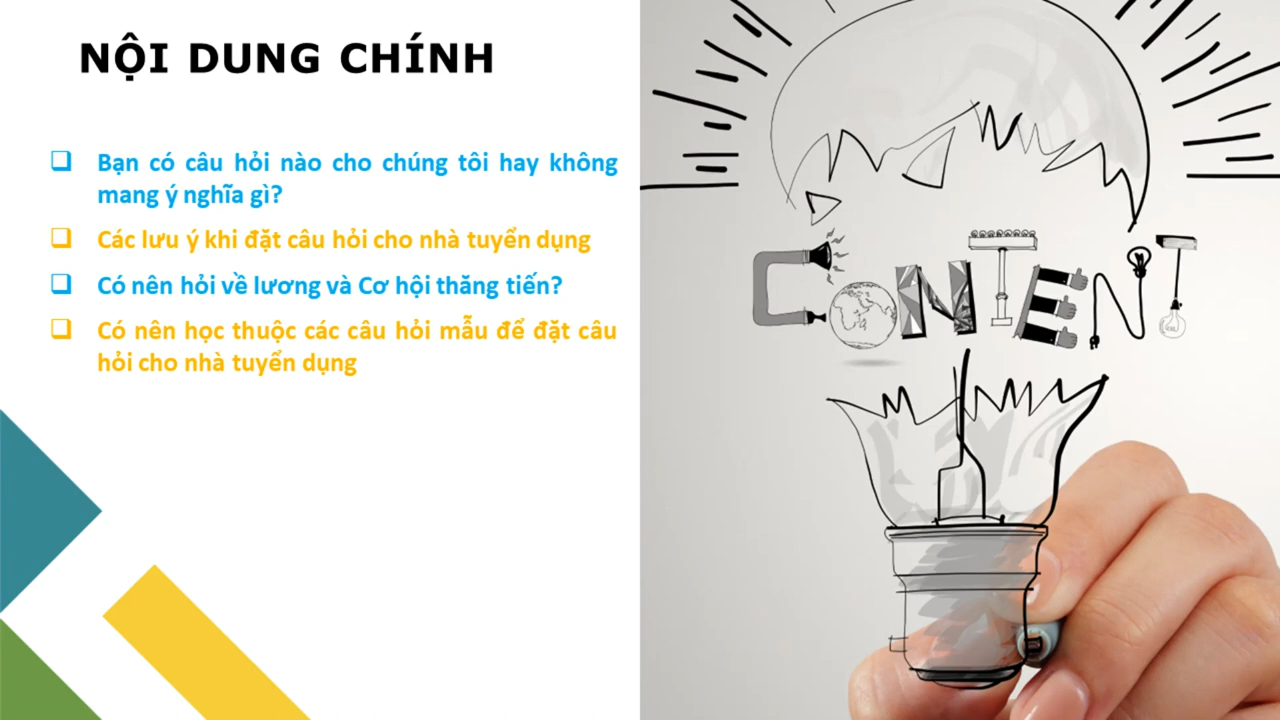 NỘI DUNG CHÍNH
Bạn có câu hỏi nào cho chúng tôi hay không
mang ý nghĩa gì?
Các lưu ý khi đặt câu hỏi cho nhà tuyển dụng
Có nên hỏi về lương và Cơ hội thăng tiến?
Có nên học thuộc các câu hỏi mẫu để đặt câu
hỏi cho nhà tuyển dụng
CONTENT